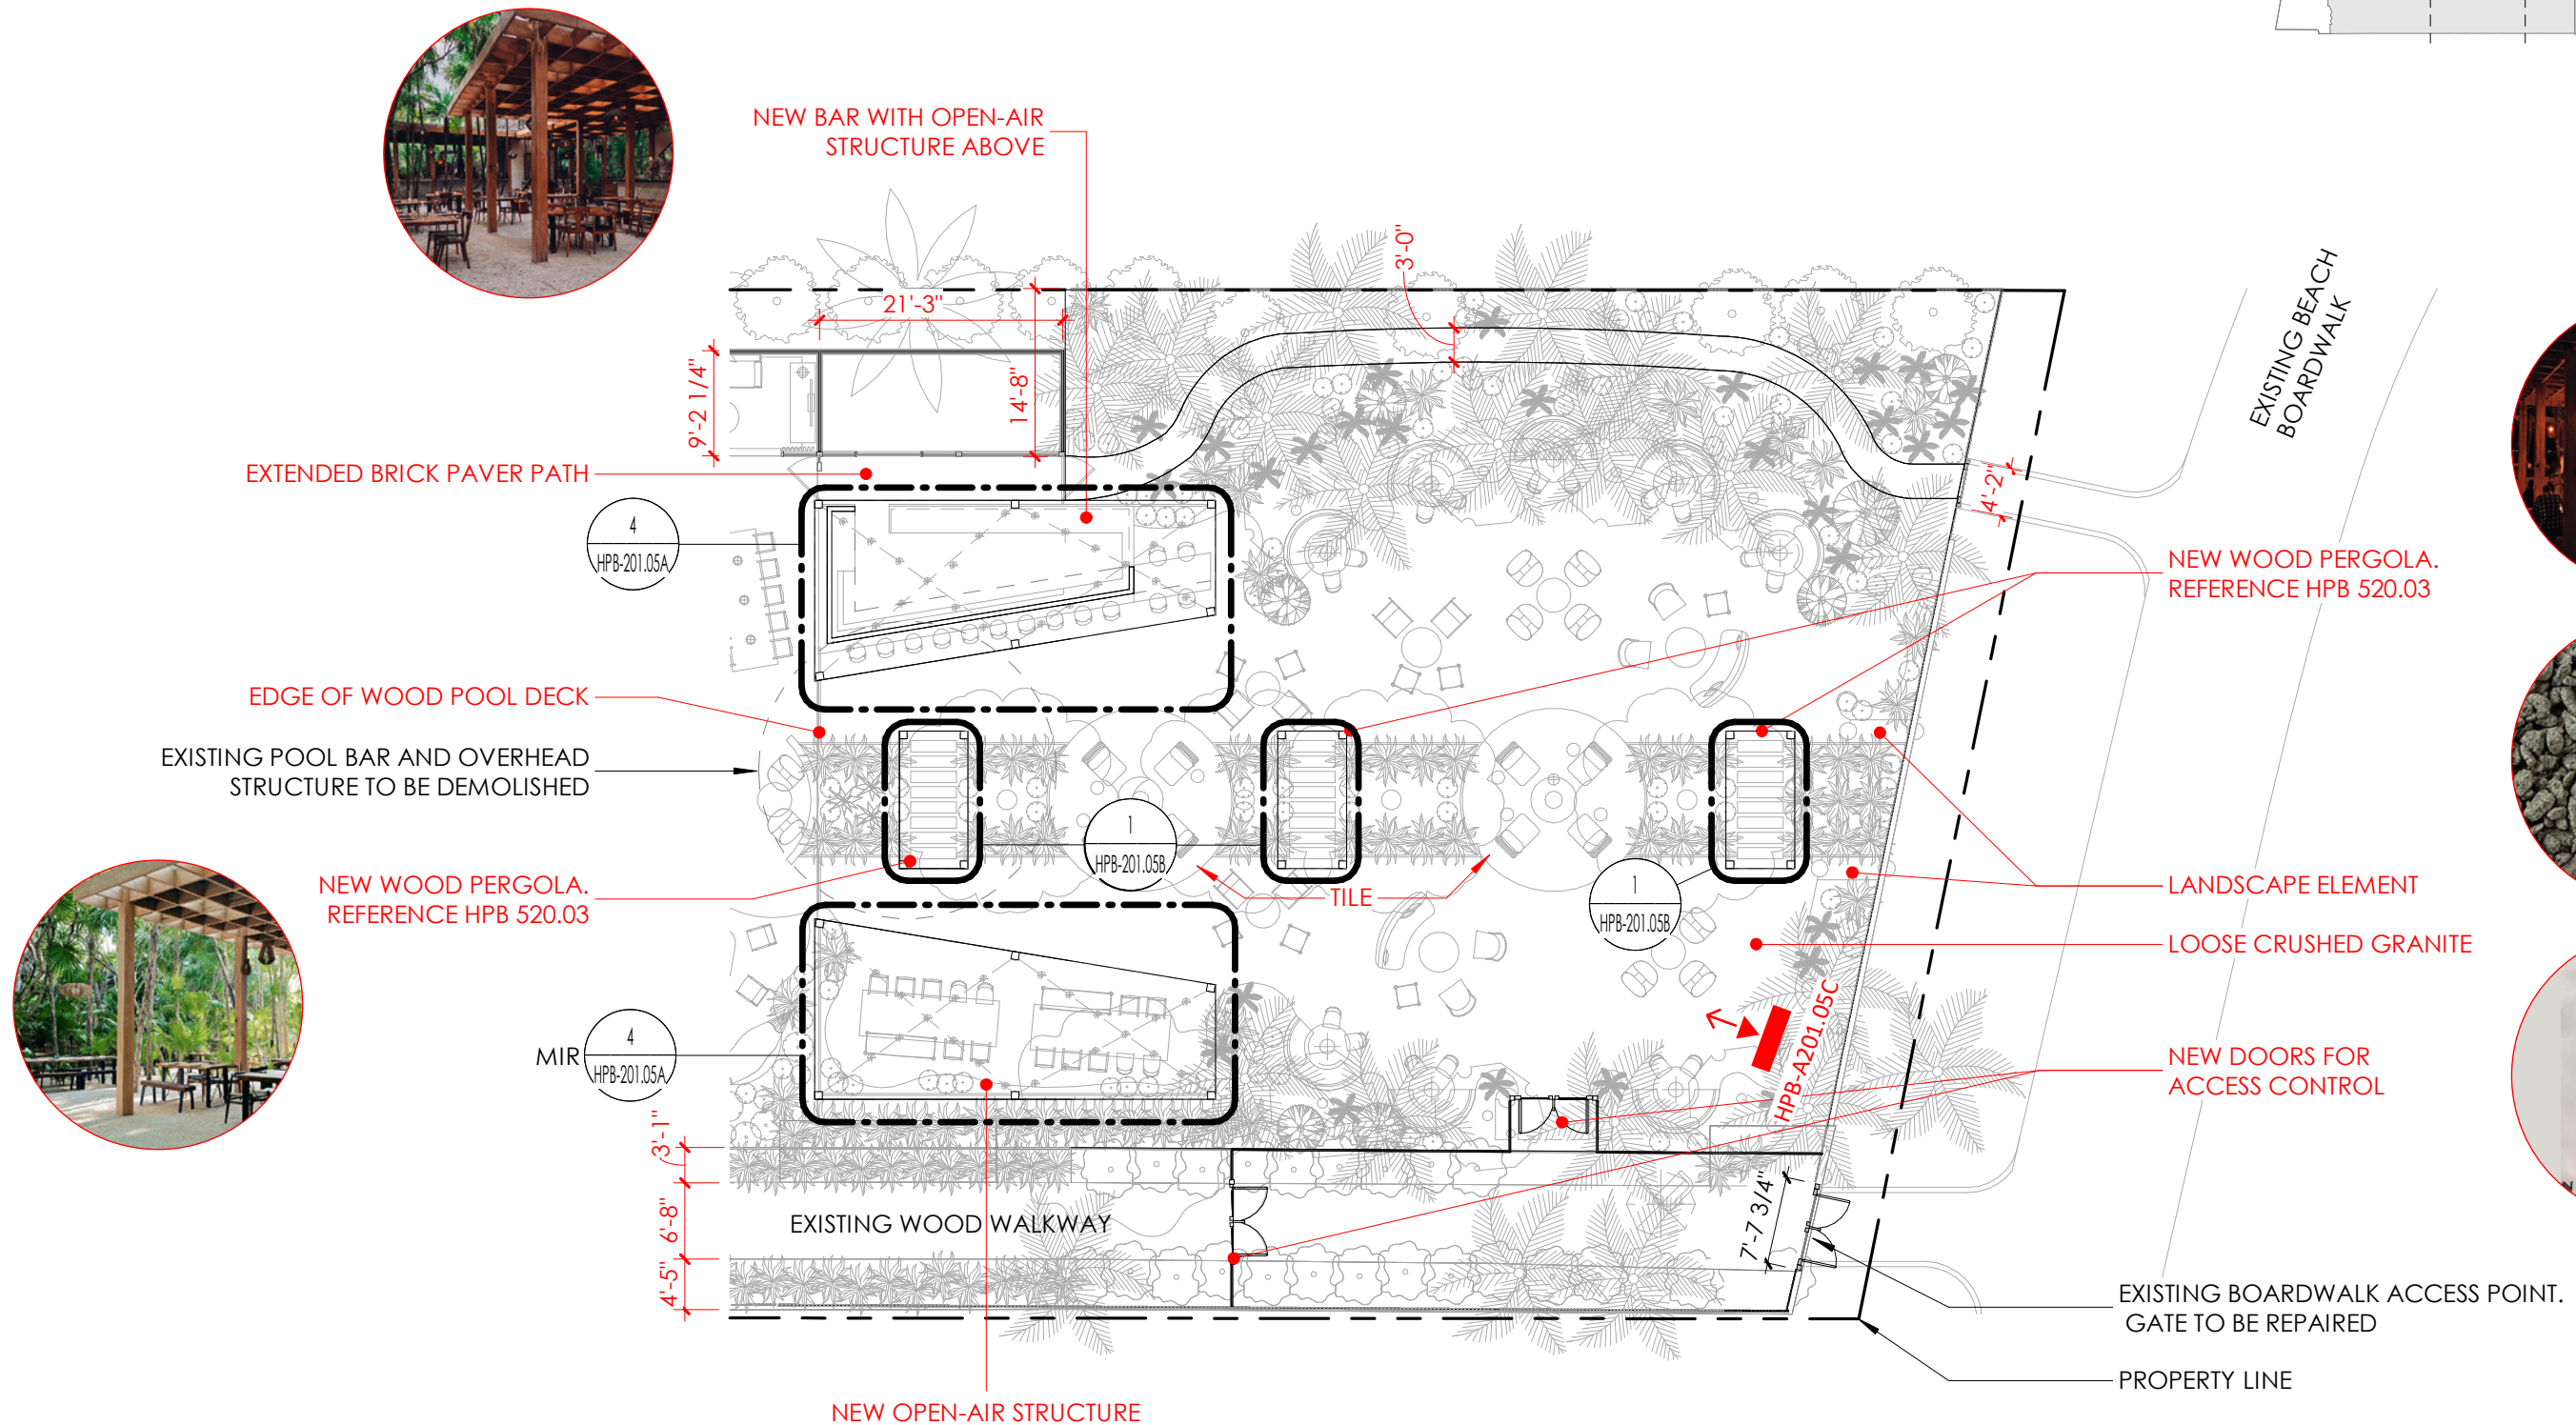 NEW BAR WITH OPEN-AIR
STRUCTURE ABOVE
21'-3"
3'-0"
14'-8"
9'-2 1/4"
EXISTING BEACH
BOARDWALK
EXTENDED BRICK PAVER PATH
4
HPB-201.05A
4'-2"
NEW WOOD PERGOLA.
REFERENCE HPB 520.03
EDGE OF WOOD POOL DECK
EXISTING POOL BAR AND OVERHEAD
STRUCTURE TO BE DEMOLISHED
1
HPB-201.05B
NEW WOOD PERGOLA.
REFERENCE HPB 520.03
TILE
1
HPB-201.05B
LANDSCAPE ELEMENT
LOOSE CRUSHED GRANITE
HPB-A201.05C
MIR
4
HPB-201.05A
NEW DOORS FOR
ACCESS CONTROL
3'-1"
6'-8"
4'-5"
EXISTING WOOD WALKWAY
7'-7 3/4"
EXISTING BOARDWALK ACCESS POINT.
GATE TO BE REPAIRED
PROPERTY LINE
NEW OPEN-AIR STRUCTURE